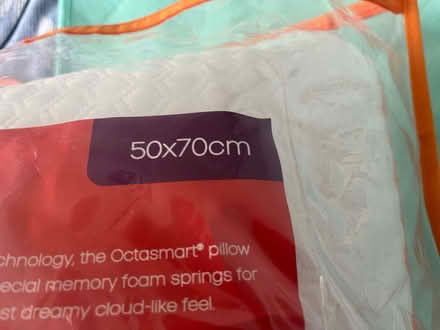 50x70cm
chnology, the Octasmart® pillow
ecial memory foam springs for
st dreamy cloud-like feel.